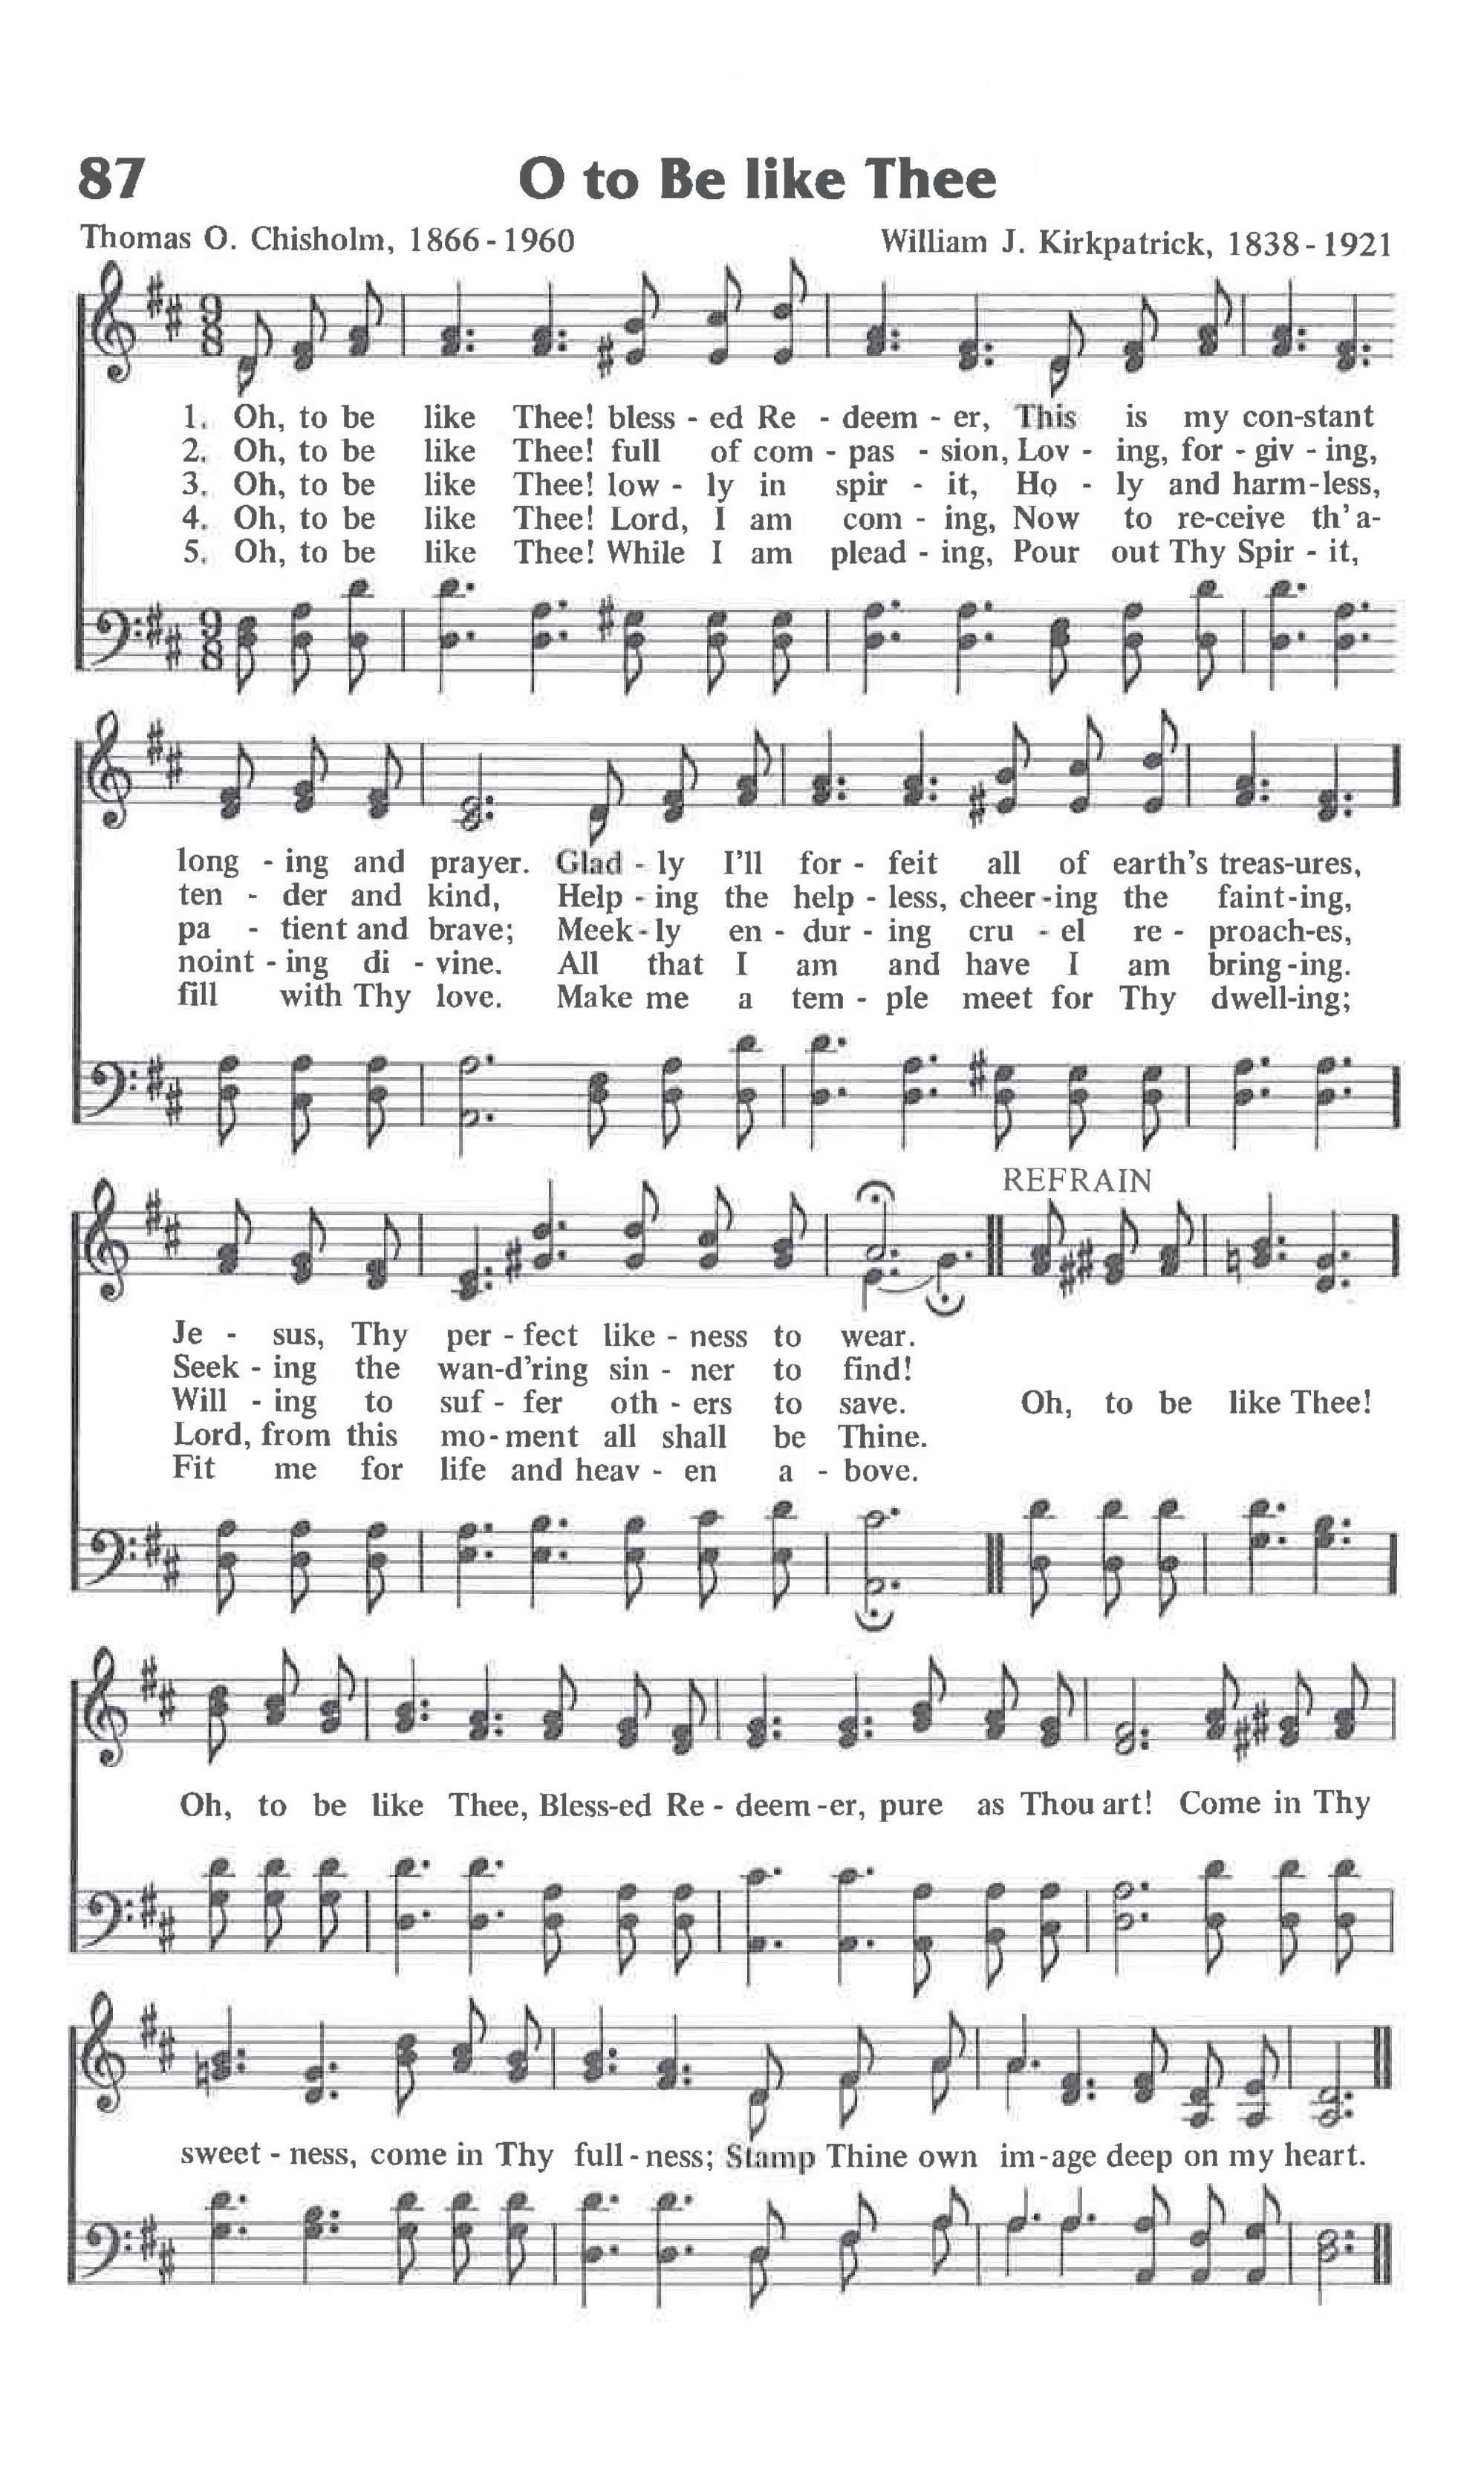 87 O to Be like Thee
Thomas O. Chisholm, 1866-1960 William J. Kirkpatrick, 1838-1921
1. Oh, to be like Thee! bless - ed Re - deem - er, This is my con-stant
2. Oh, to be like Thee! full of com - pas - sion, Lov - ing, for - giv - ing,
3. Oh, to be like Thee! low - ly in spir - it, Ho - ly and harm-less,
4. Oh, to be like Thee! Lord, I am com - ing, Now to re-ceive th' a-
5. Oh, to be like Thee! While I am plead - ing, Pour out Thy Spir - it,
long - ing and prayer. Glad - ly I'll for - feit all of earth's treas-ures,
ten - der and kind, Help - ing the help - less, cheer-ing the faint-ing,
pa - tient and brave; Meek-ly en - dur - ing cru - el re - proach-es,
noint - ing di - vine. All that I am and have I am bring-ing.
fill with Thy love. Make me a tem - ple meet for Thy dwell-ing;
REFRAIN
Je - sus, Thy per - fect like - ness to wear.
Seek - ing the wan-d'ring sin - ner to find!
Will - ing to suf - fer oth - ers to save. Oh, to be like Thee!
Lord, from this mo-ment all shall be Thine.
Fit me for life and heav - en a - bove.
Oh, to be like Thee, Bless-ed Re - deem-er, pure as Thou art! Come in Thy
sweet - ness, come in Thy full-ness; Stamp Thine own im-age deep on my heart.